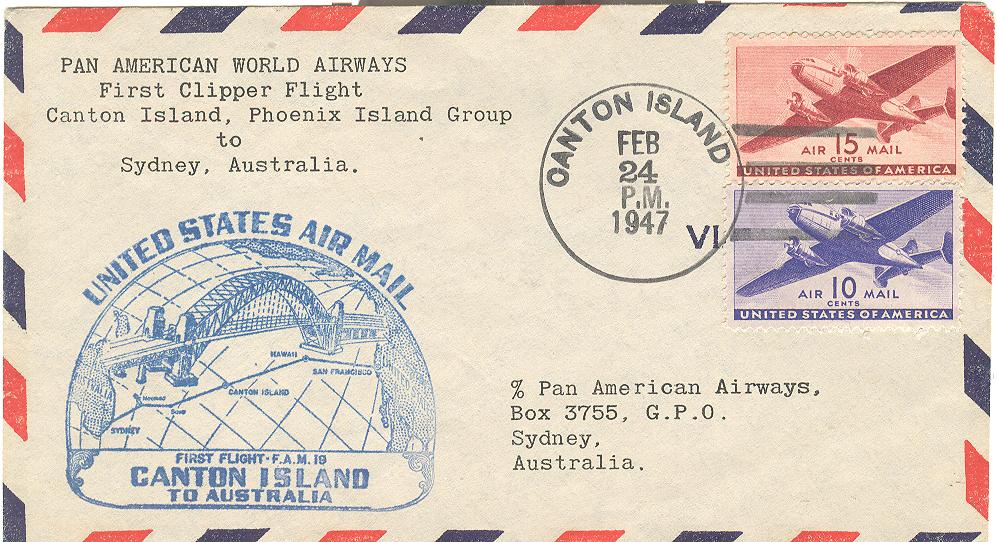 PAN AMERICAN WORLD AIRWAYS
First Clipper Flight
Canton Island, Phoenix Island Group
to
Sydney, Australia.
CANTON ISLAND
FEB
24
P.M.
1947
VI
AIR 15 MAIL
CENTS
UNITED STATES OF AMERICA
AIR 10 MAIL
CENTS
UNITED STATES OF AMERICA
UNITED STATES AIR MAIL
HAWAII
SAN FRANCISCO
CANTON ISLAND
Noumea
Suva
SYDNEY
FIRST FLIGHT-F.A.M. 19
CANTON ISLAND
TO AUSTRALIA
% Pan American Airways,
Box 3755, G.P.O.
Sydney,
Australia.